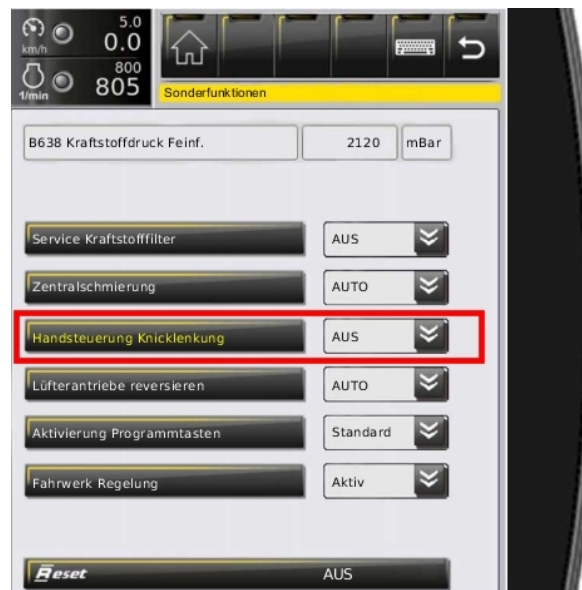 5.0
km/h 0.0
800
1/min 805
Sonderfunktionen
B638 Kraftstoffdruck Feinf. 2120 mBar
Service Kraftstofffilter AUS
Zentralschmierung AUTO
Handsteuerung Knicklenkung AUS
Lüfterantriebe reversieren AUTO
Aktivierung Programmtasten Standard
Fahrwerk Regelung Aktiv
Reset AUS